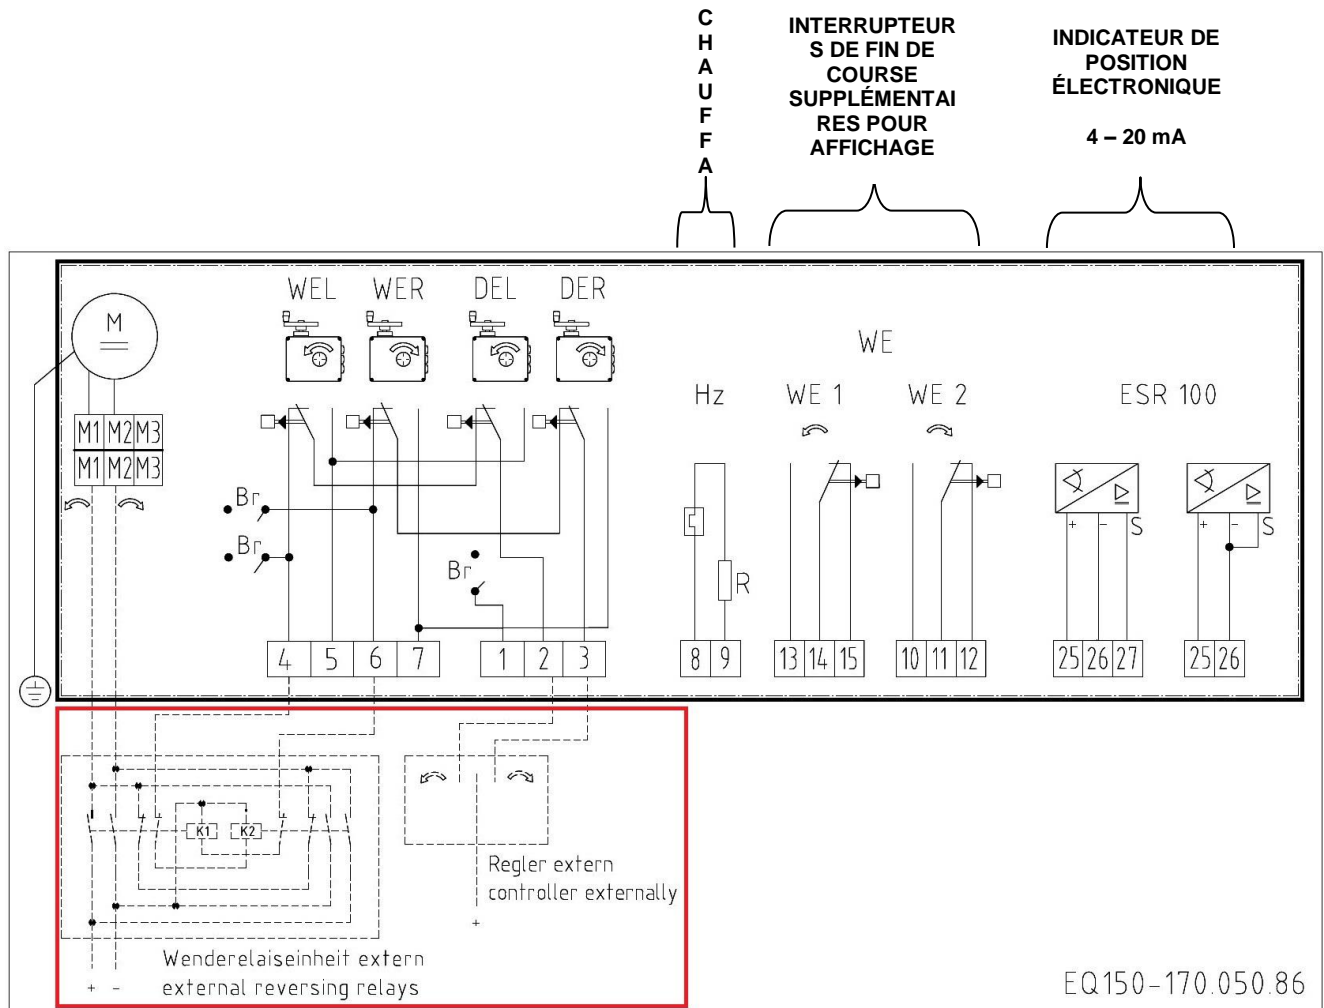 C
H
A
U
F
F
A
INTERRUPTEUR
S DE FIN DE
COURSE
SUPPLÉMENTAI
RES POUR
AFFICHAGE
INDICATEUR DE
POSITION
ÉLECTRONIQUE
4 – 20 mA
M
WEL WER DEL DER
WE
Hz WE 1 WE 2 ESR 100
M1 M2 M3
M1 M2 M3
Br
Br
Br
R
+ - S + - S
4 5 6 7 1 2 3 8 9 13 14 15 10 11 12 25 26 27 25 26
K1 K2
Regler extern
controller externally
+
Wenderelaiseinheit extern
+ - external reversing relays
EQ150-170.050.86